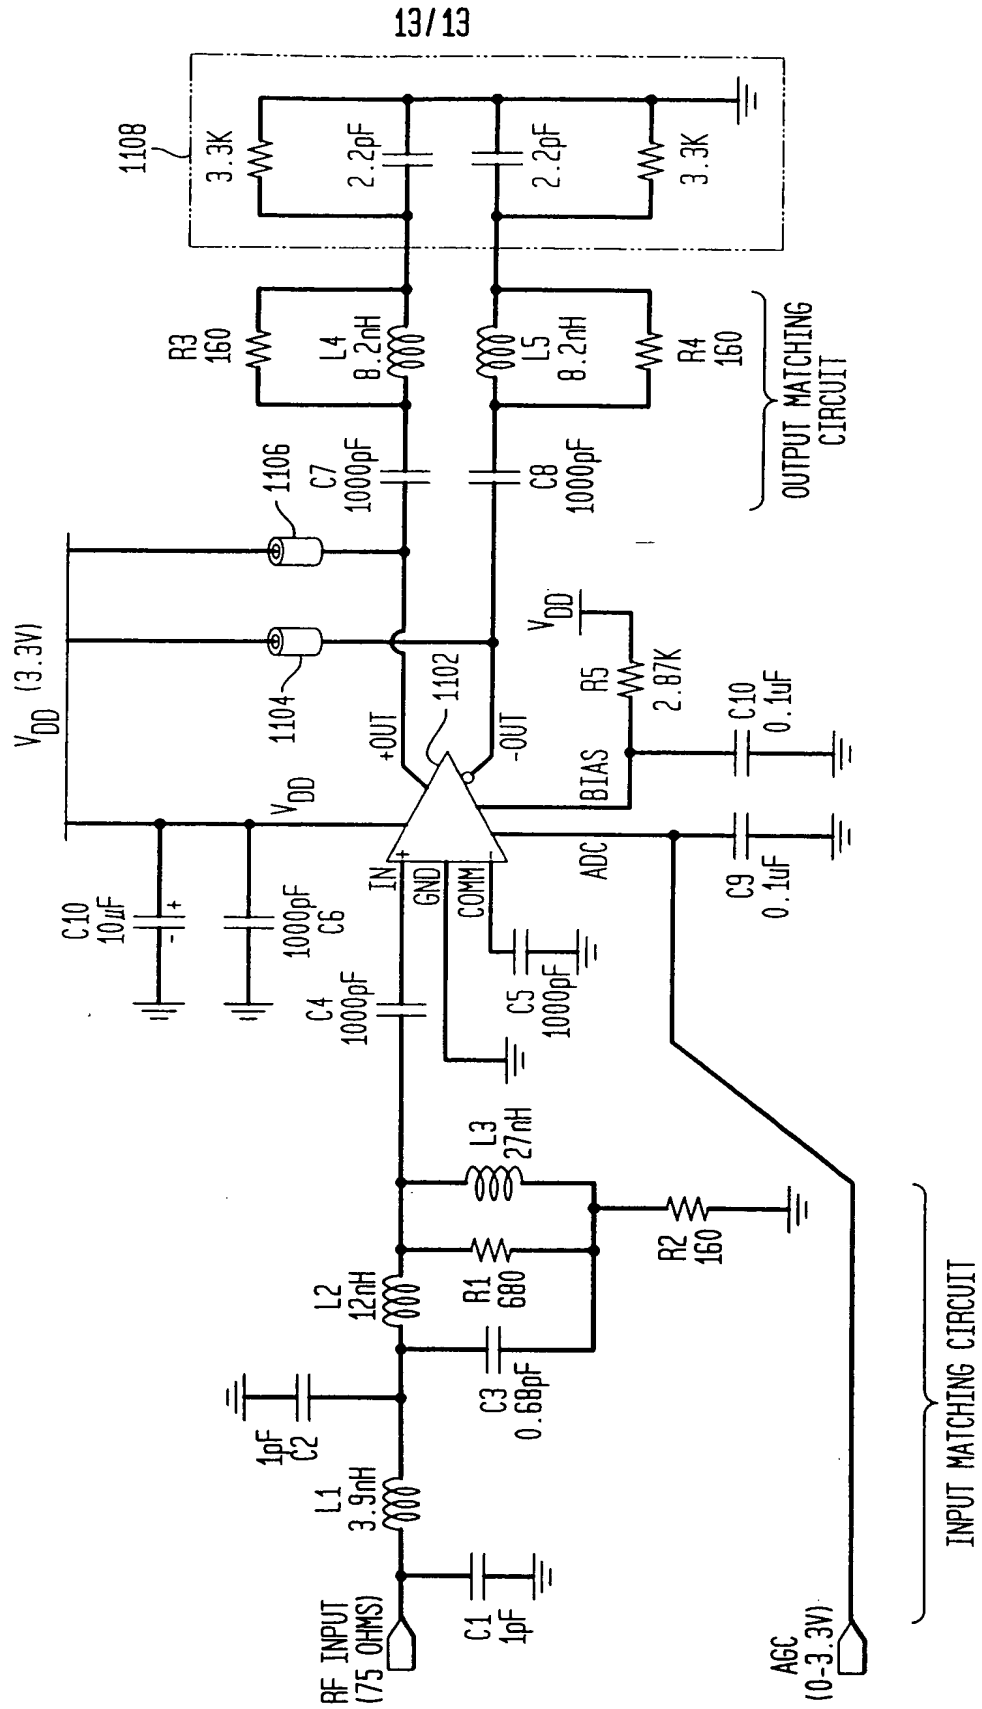 13/13
1108
3.3K
2.2pF
2.2pF
3.3K
R3
160
L4
8.2nH
L5
8.2nH
R4
160
OUTPUT MATCHING
CIRCUIT
1106
C7
1000pF
C8
1000pF
VDD (3.3V)
1104
1102
+OUT
-OUT
VDD
R5
2.87K
BIAS
C10
0.1uF
ADC
C9
0.1uF
VDD
C10
10µF
- +
1000pF
C6
IN
+
GND
COMM
-
C4
1000pF
C5
1000pF
L3
27nH
R1
680
R2
160
L2
12nH
C3
0.68pF
1pF
C2
L1
3.9nH
C1
1pF
RF INPUT
(75 OHMS)
AGC
(0-3.3V)
INPUT MATCHING CIRCUIT